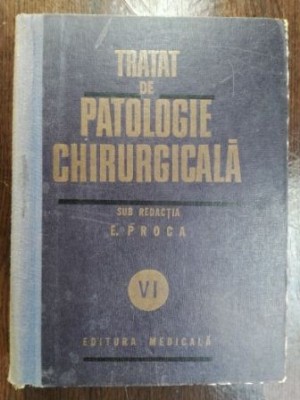 TRATAT
DE
PATOLOGIE
CHIRURGICALĂ
SUB REDACȚIA
E. PROCA
VI
EDITURA MEDICALĂ